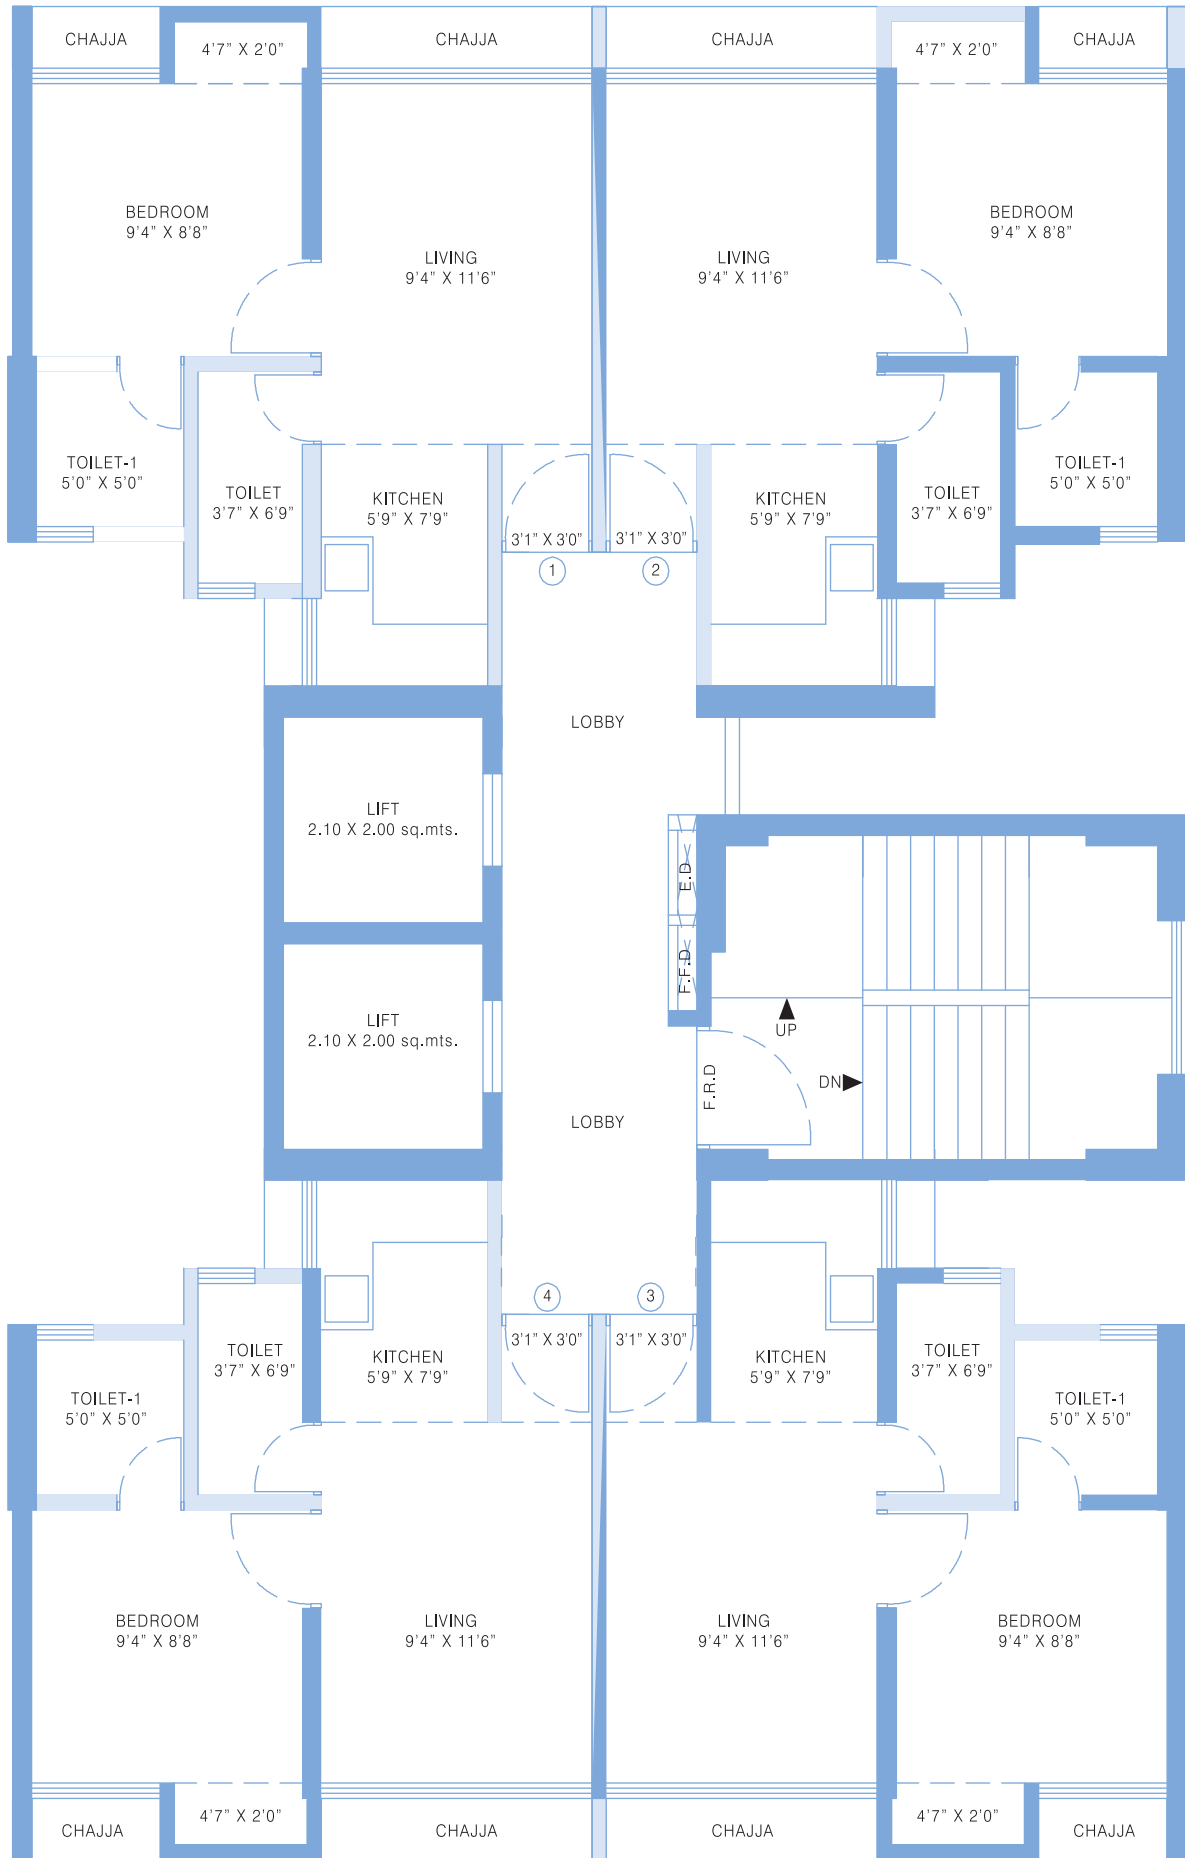 CHAJJA
4'7” X 2'0”
CHAJJA
CHAJJA
4'7” X 2'0”
CHAJJA
BEDROOM
9'4” X 8'8”
LIVING
9'4” X 11'6”
LIVING
9'4” X 11'6”
BEDROOM
9'4” X 8'8”
TOILET-1
5'0” X 5'0”
TOILET
3'7” X 6'9”
KITCHEN
5'9” X 7'9”
3'1” X 3'0”
1
3'1” X 3'0”
2
KITCHEN
5'9” X 7'9”
TOILET
3'7” X 6'9”
TOILET-1
5'0” X 5'0”
LOBBY
LIFT
2.10 X 2.00 sq.mts.
E.D
F.F.D
LIFT
2.10 X 2.00 sq.mts.
UP
DN
F.R.D
LOBBY
4
3'1” X 3'0”
3
3'1” X 3'0”
TOILET-1
5'0” X 5'0”
TOILET
3'7” X 6'9”
KITCHEN
5'9” X 7'9”
KITCHEN
5'9” X 7'9”
TOILET
3'7” X 6'9”
TOILET-1
5'0” X 5'0”
BEDROOM
9'4” X 8'8”
LIVING
9'4” X 11'6”
LIVING
9'4” X 11'6”
BEDROOM
9'4” X 8'8”
CHAJJA
4'7” X 2'0”
CHAJJA
CHAJJA
4'7” X 2'0”
CHAJJA